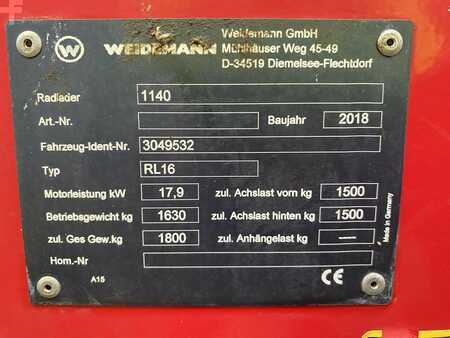 Weidemann GmbH
W WEIDEMANN Mühlhäuser Weg 45-49
D-34519 Diemelsee-Flechtdorf
Radlader 1140
Art.-Nr. Baujahr 2018
Fahrzeug-Ident-Nr. 3049532
Typ RL16
Motorleistung kW 17,9 zul. Achslast vorn kg 1500
Betriebsgewicht kg 1630 zul. Achslast hinten kg 1500
zul. Ges Gew.kg 1800 zul. Anhängelast kg —
Hom.-Nr
A15 CE
Made in Germany